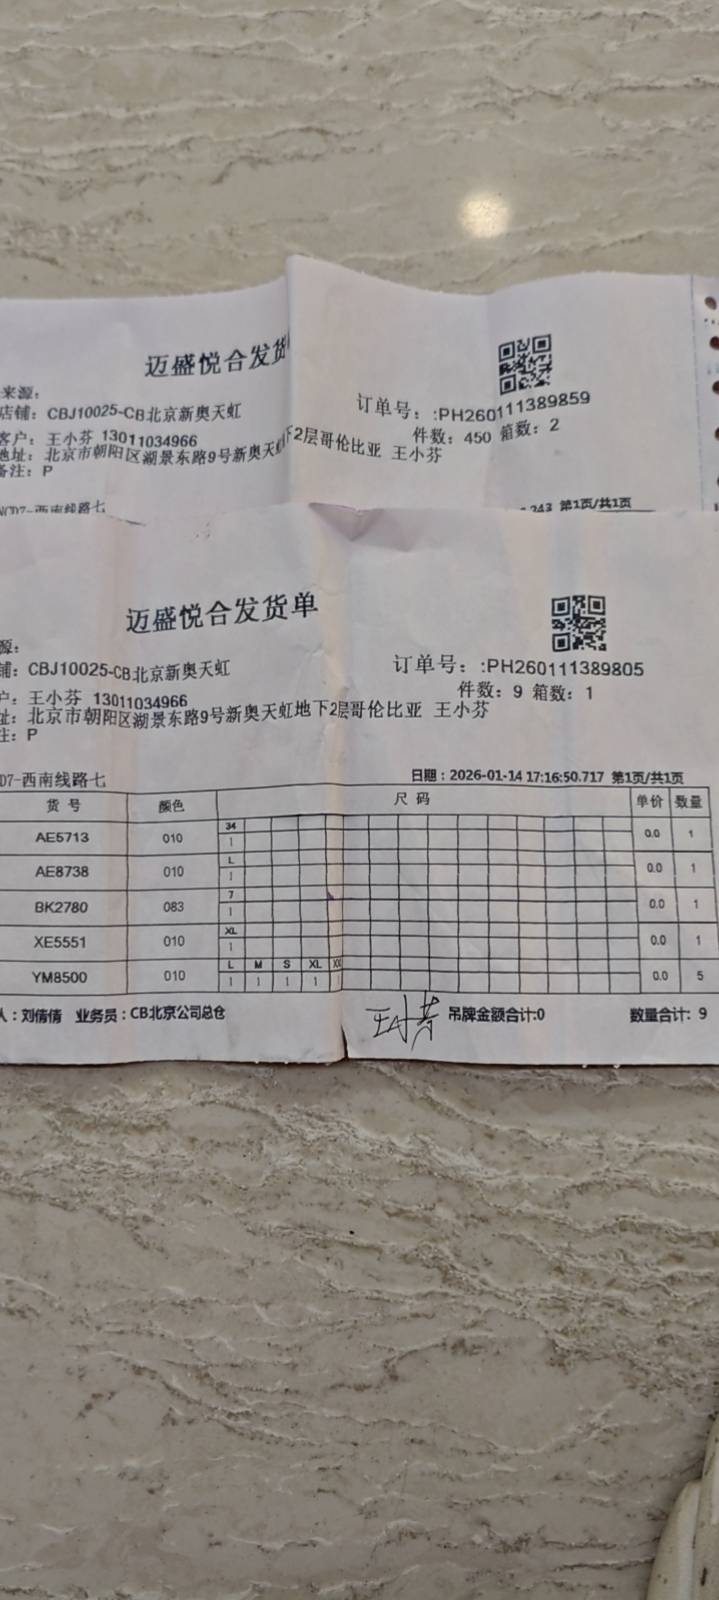 迈盛悦合发货
来源：
店铺：CBJ10025-CB北京新奥天虹
订单号：:PH260111389859
客户：王小芬 13011034966
件数：450 箱数：2
地址：北京市朝阳区湖景东路9号新奥天虹 下2层哥伦比亚 王小芬
备注：P
D7-西南线路七
.243 第1页/共1页
迈盛悦合发货单
源：
铺：CBJ10025-CB北京新奥天虹
订单号：:PH260111389805
户：王小芬 13011034966
件数：9 箱数：1
址：北京市朝阳区湖景东路9号新奥天虹地下2层哥伦比亚 王小芬
注：P
D7-西南线路七
日期：2026-01-14 17:16:50.717 第1页/共1页
货号 颜色 尺码 单价 数量
AE5713 010 34 1 0.0 1
AE8738 010 L 1 0.0 1
BK2780 083 7 1 0.0 1
XE5551 010 XL 1 0.0 1
YM8500 010 L M S XL 1 1 1 1 0.0 5
人：刘倩倩 业务员：CB北京公司总仓
吊牌金额合计:0
数量合计：9